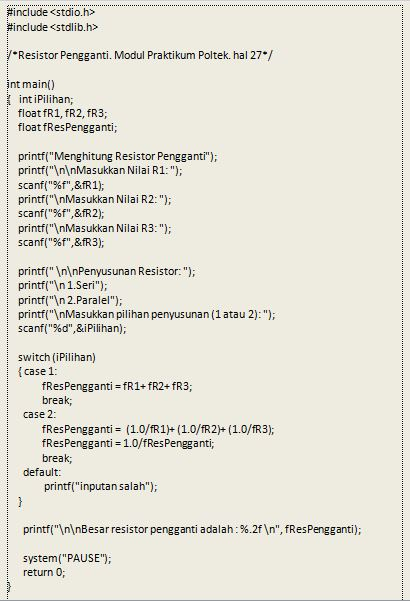 #include <stdio.h>
#include <stdlib.h>
/*Resistor Pengganti. Modul Praktikum Poltek. hal 27*/
int main()
{ int iPilihan;
float fR1, fR2, fR3;
float fResPengganti;
printf("Menghitung Resistor Pengganti");
printf("\n\nMasukkan Nilai R1: ");
scanf("%f",&fR1);
printf("\nMasukkan Nilai R2: ");
scanf("%f",&fR2);
printf("\nMasukkan Nilai R3: ");
scanf("%f",&fR3);
printf(" \n\nPenyusunan Resistor: ");
printf("\n 1.Seri");
printf("\n 2.Paralel");
printf("\nMasukkan pilihan penyusunan (1 atau 2): ");
scanf("%d",&iPilihan);
switch (iPilihan)
{ case 1:
fResPengganti = fR1+ fR2+ fR3;
break;
case 2:
fResPengganti = (1.0/fR1)+ (1.0/fR2)+ (1.0/fR3);
fResPengganti = 1.0/fResPengganti;
break;
default:
printf("inputan salah");
}
printf("\n\nBesar resistor pengganti adalah : %.2f \n", fResPengganti);
system("PAUSE");
return 0;
}